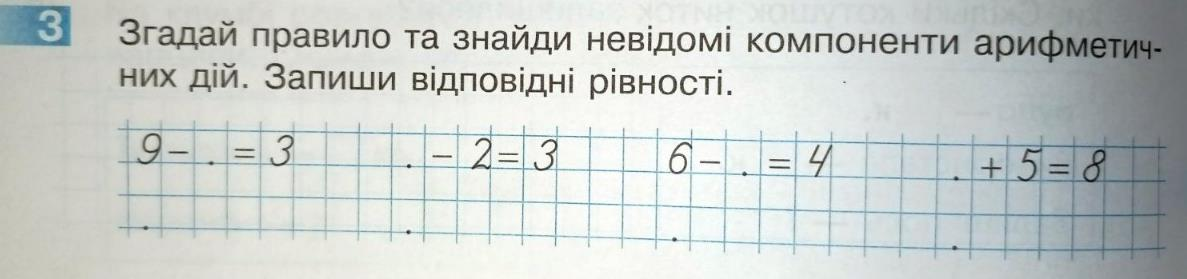 3
Згадай правило та знайди невідомі компоненти арифметич-
них дій. Запиши відповідні рівності.
9 – . = 3   . – 2 = 3   6 – . = 4   . + 5 = 8
.   .   .   .